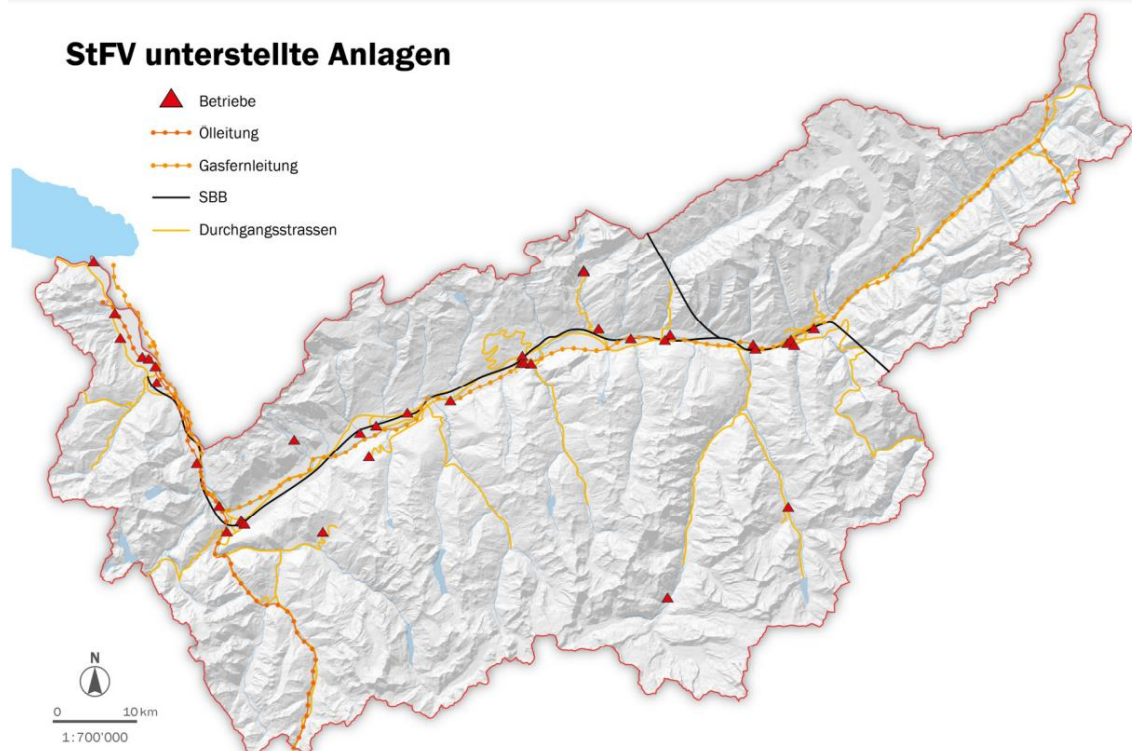 StFV unterstellte Anlagen
Betriebe
Ölleitung
Gasfernleitung
SBB
Durchgangsstrassen
N
0 10 km
1:700'000